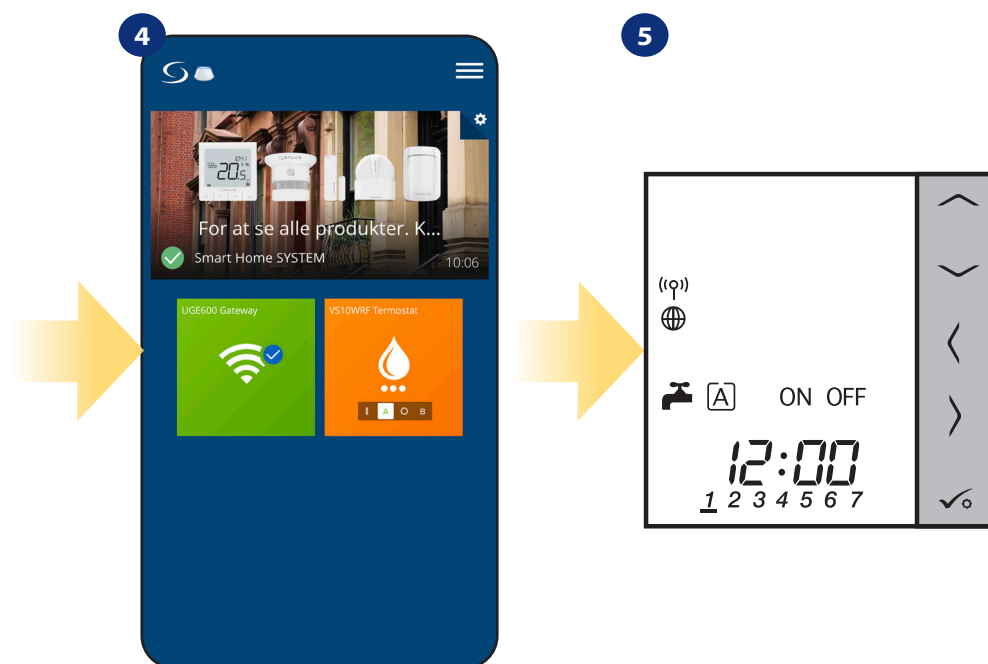 4
5
For at se alle produkter. K...
Smart Home SYSTEM
10:06
UGE600 Gateway
VS10WRF Termostat
I A O B
A ON OFF
12:00
1 2 3 4 5 6 7